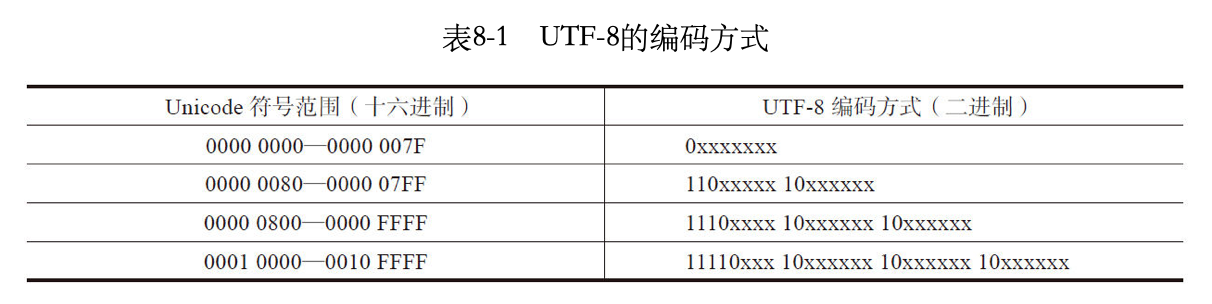 表8-1 UTF-8的编码方式
Unicode 符号范围（十六进制） UTF-8 编码方式（二进制）
0000 0000—0000 007F 0xxxxxxx
0000 0080—0000 07FF 110xxxxx 10xxxxxx
0000 0800—0000 FFFF 1110xxxx 10xxxxxx 10xxxxxx
0001 0000—0010 FFFF 11110xxx 10xxxxxx 10xxxxxx 10xxxxxx